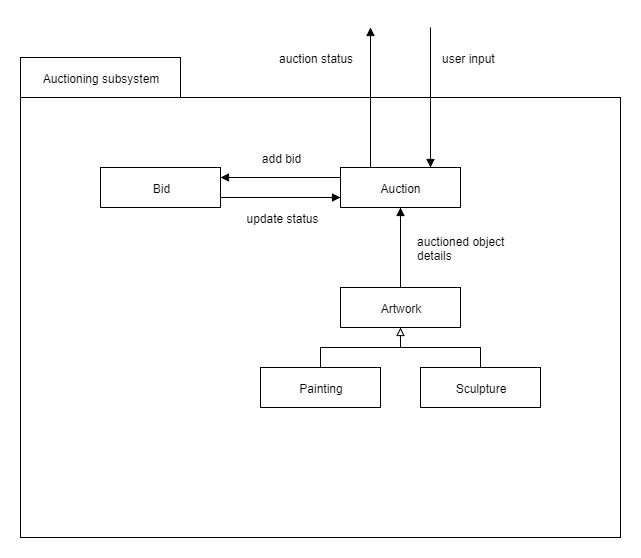 auction status
user input
Auctioning subsystem
add bid
Bid
Auction
update status
auctioned object
details
Artwork
Painting
Sculpture